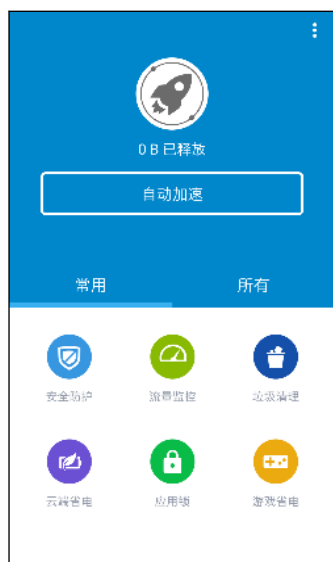 0 B 已释放
自动加速
常用 所有
安全防护 流量监控 垃圾清理
云端省电 应用锁 游戏省电